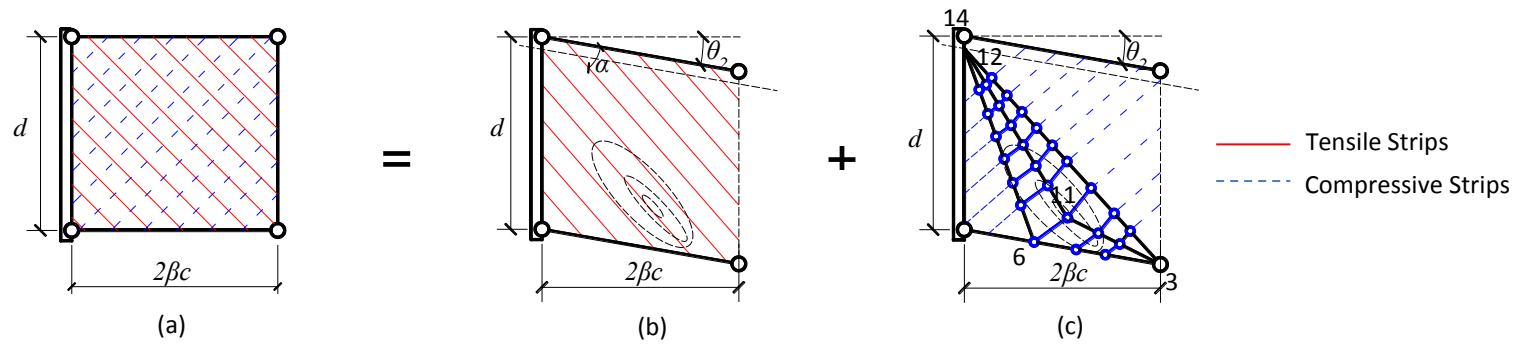 d
2βc
(a)
=
d
α
θ2
2βc
(b)
+
14
12
d
θ2
11
6
2βc
3
(c)
Tensile Strips
Compressive Strips